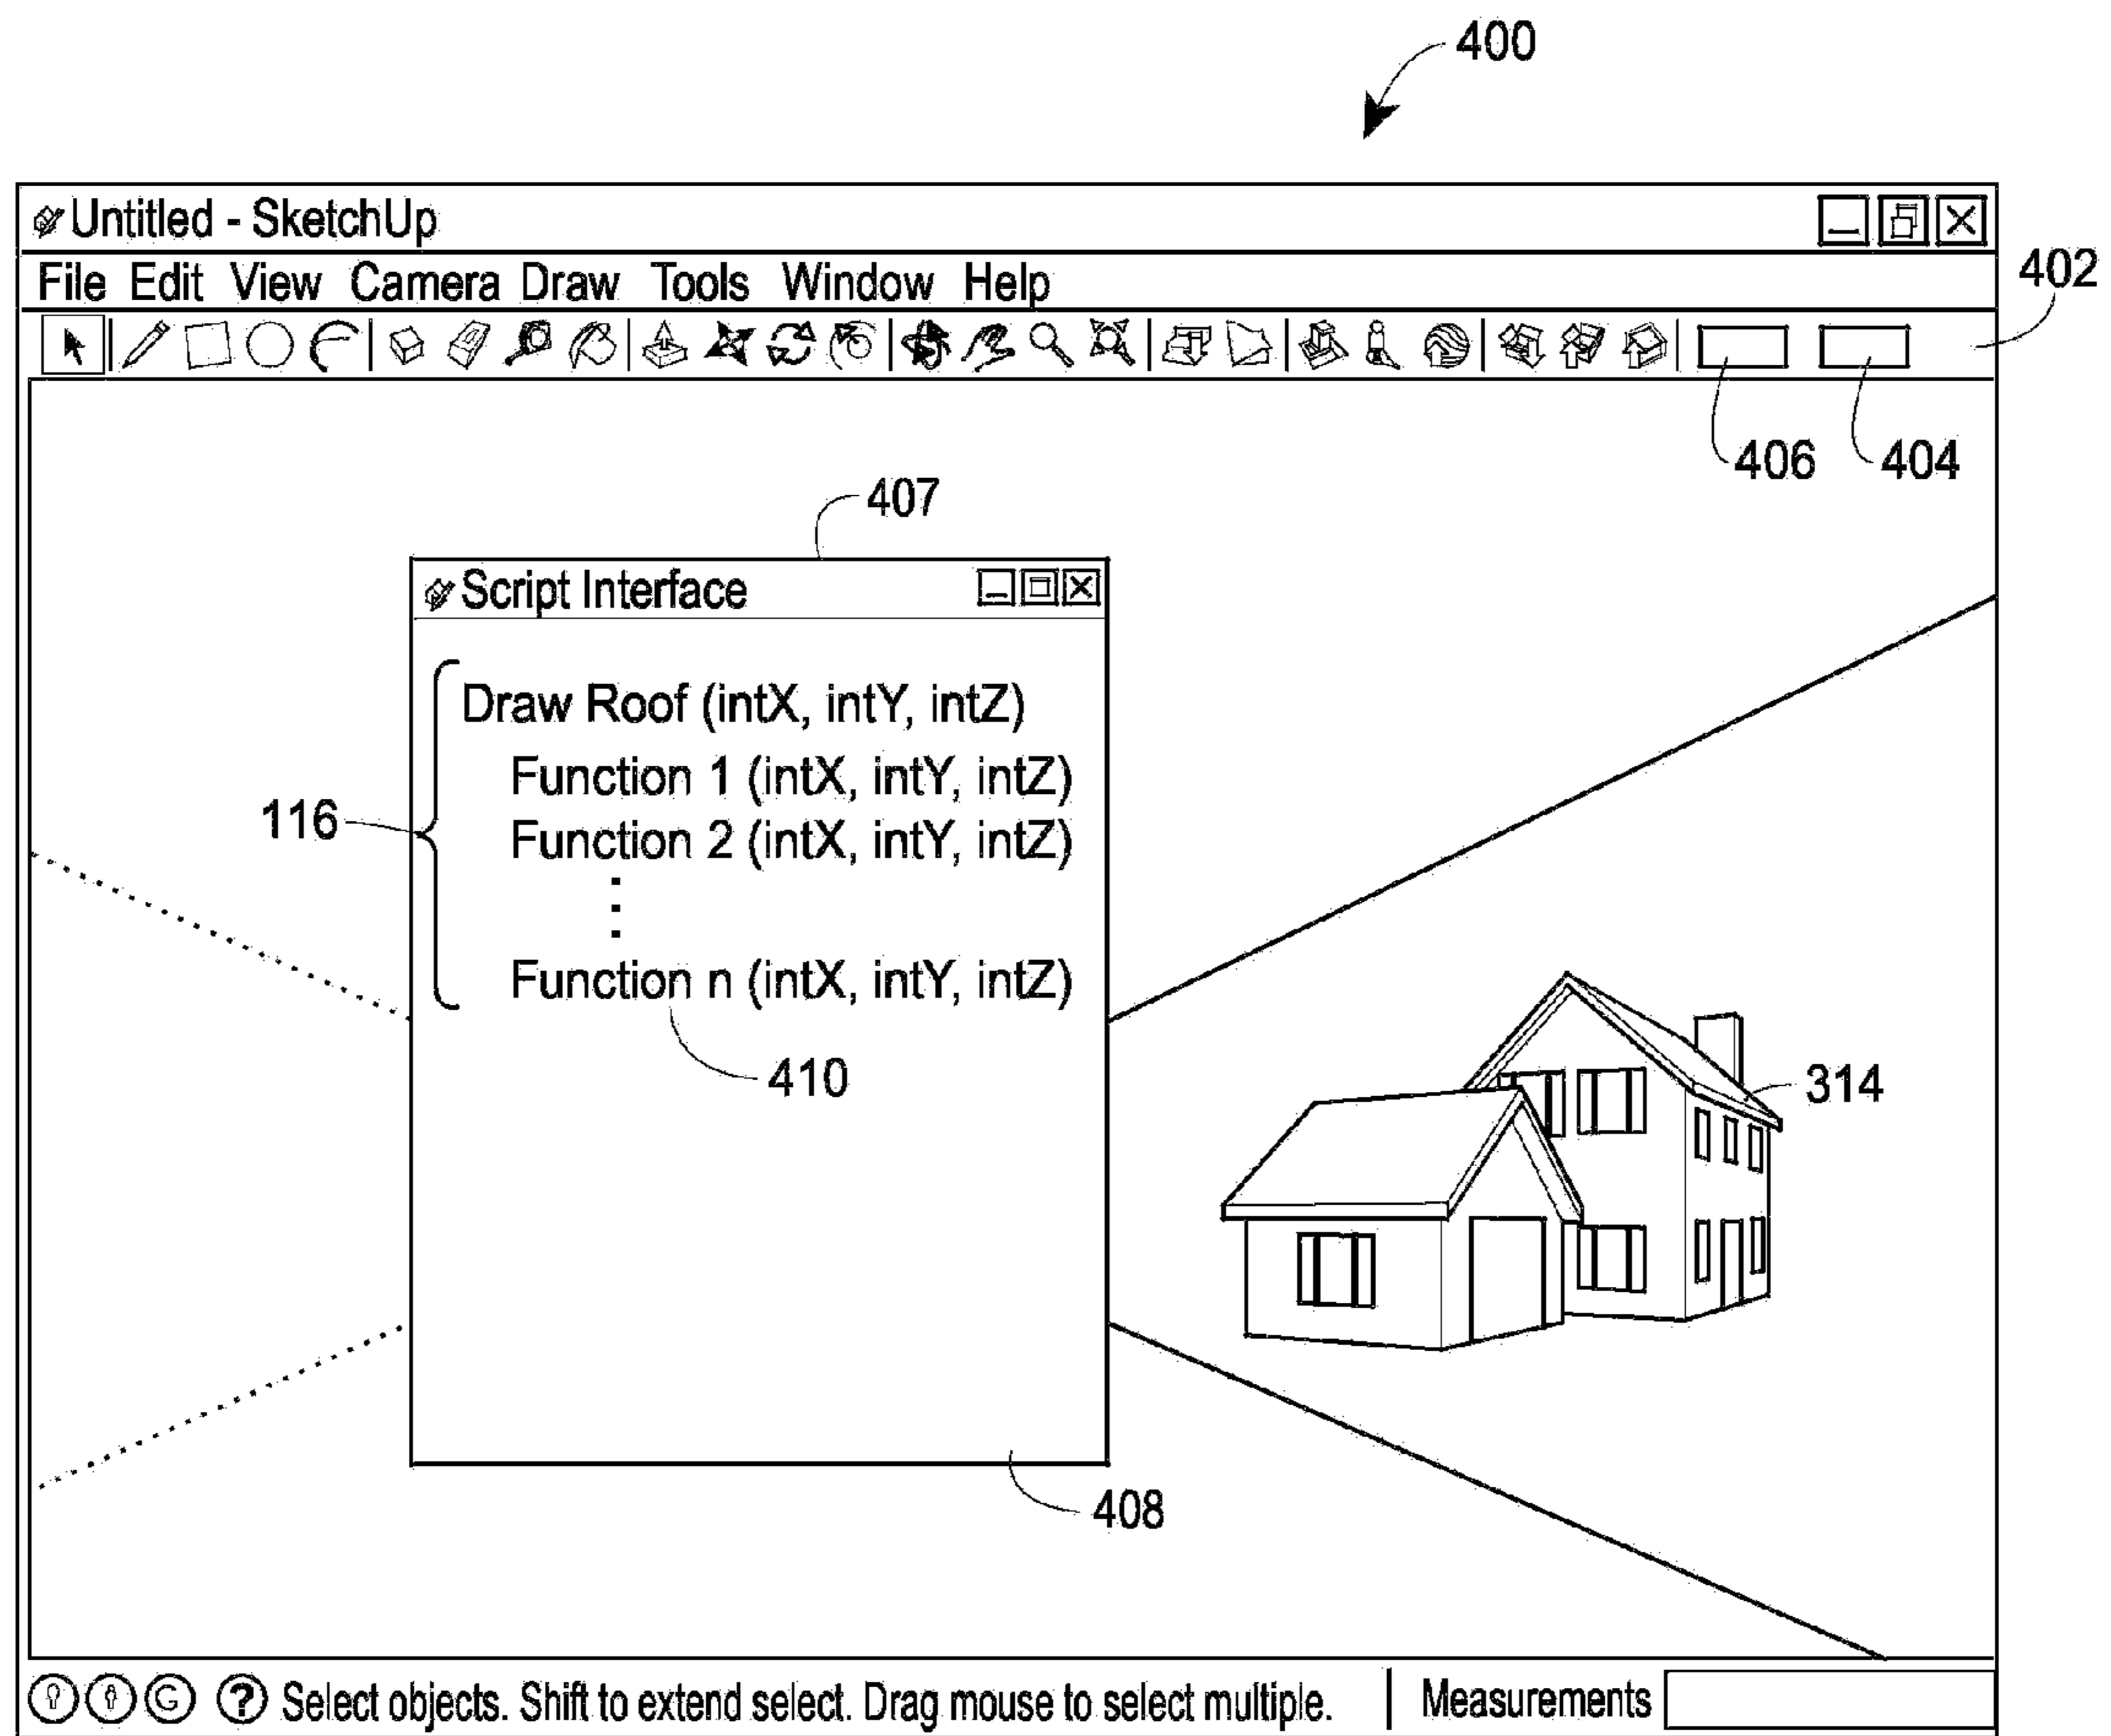 400
Untitled - SketchUp
File Edit View Camera Draw Tools Window Help
402
406
404
407
Script Interface
Draw Roof (intX, intY, intZ)
Function 1 (intX, intY, intZ)
116
Function 2 (intX, intY, intZ)
Function n (intX, intY, intZ)
410
314
408
G ? Select objects. Shift to extend select. Drag mouse to select multiple. | Measurements